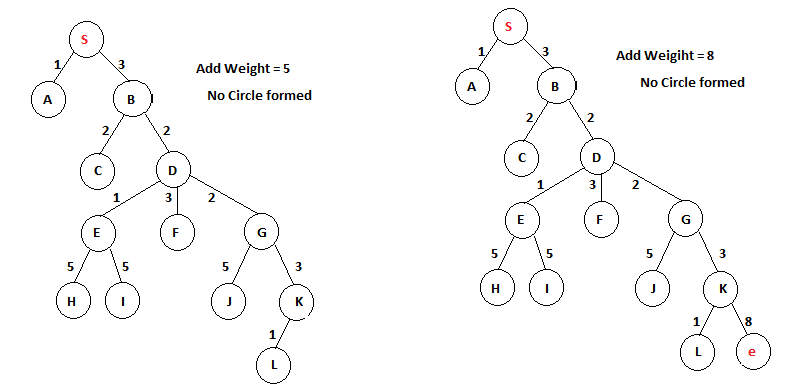 S
1 3
Add Weight = 5
A B
No Circle formed
2 2
C D
1 3 2
E F G
5 5 5 3
H I J K
1
L
S
1 3
Add Weigiht = 8
A B
No Circle formed
2 2
C D
1 3 2
E F G
5 5 5 3
H I J K
1 8
L e